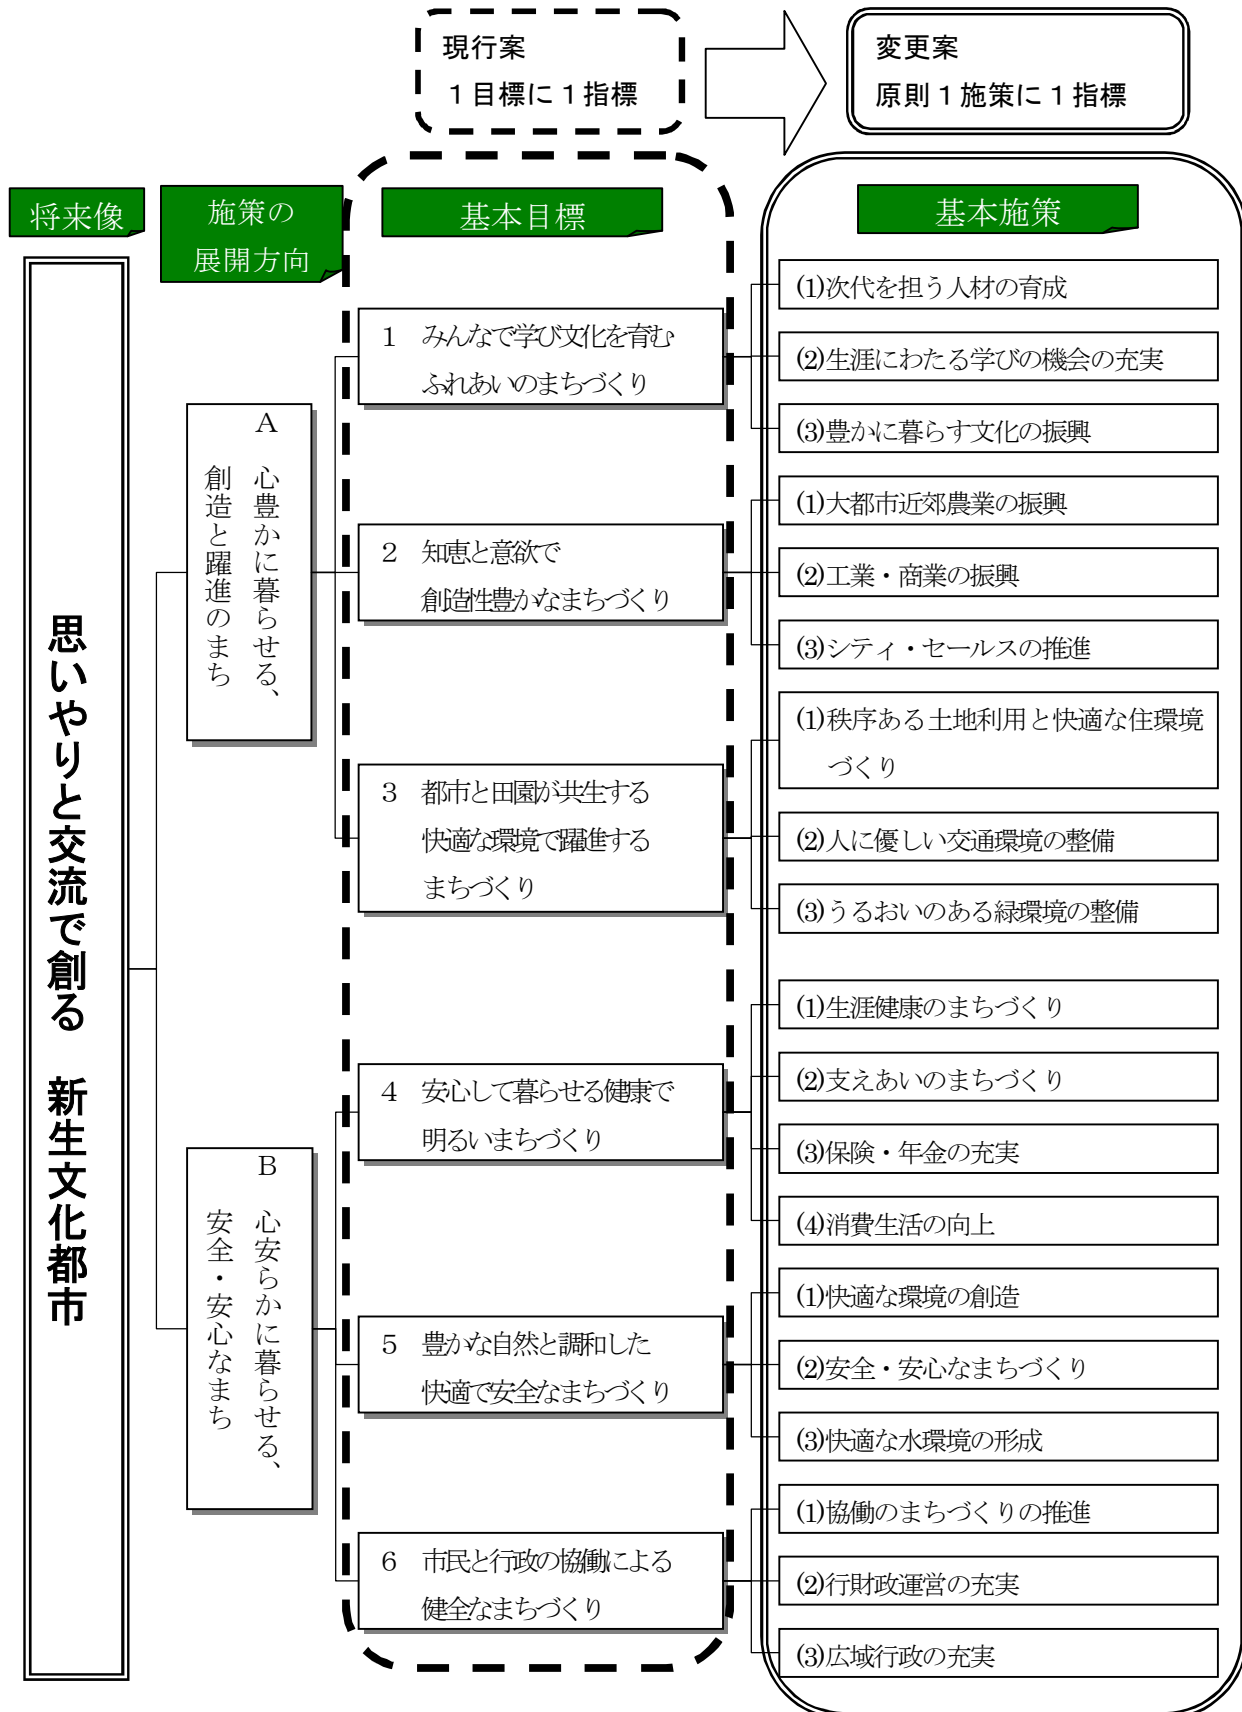 現行案
１目標に１指標
変更案
原則１施策に１指標
将来像
施策の
展開方向
基本目標
基本施策
思いやりと交流で創る　新生文化都市
A　心豊かに暮らせる、
創造と躍進のまち
1　みんなで学び文化を育む
ふれあいのまちづくり
(1)次代を担う人材の育成
(2)生涯にわたる学びの機会の充実
(3)豊かに暮らす文化の振興
2　知恵と意欲で
創造性豊かなまちづくり
(1)大都市近郊農業の振興
(2)工業・商業の振興
(3)シティ・セールスの推進
3　都市と田園が共生する
快適な環境で躍進する
まちづくり
(1)秩序ある土地利用と快適な住環境
づくり
(2)人に優しい交通環境の整備
(3)うるおいのある緑環境の整備
B　心安らかに暮らせる、
安全・安心なまち
4　安心して暮らせる健康で
明るいまちづくり
(1)生涯健康のまちづくり
(2)支えあいのまちづくり
(3)保険・年金の充実
(4)消費生活の向上
5　豊かな自然と調和した
快適で安全なまちづくり
(1)快適な環境の創造
(2)安全・安心なまちづくり
(3)快適な水環境の形成
6　市民と行政の協働による
健全なまちづくり
(1)協働のまちづくりの推進
(2)行財政運営の充実
(3)広域行政の充実